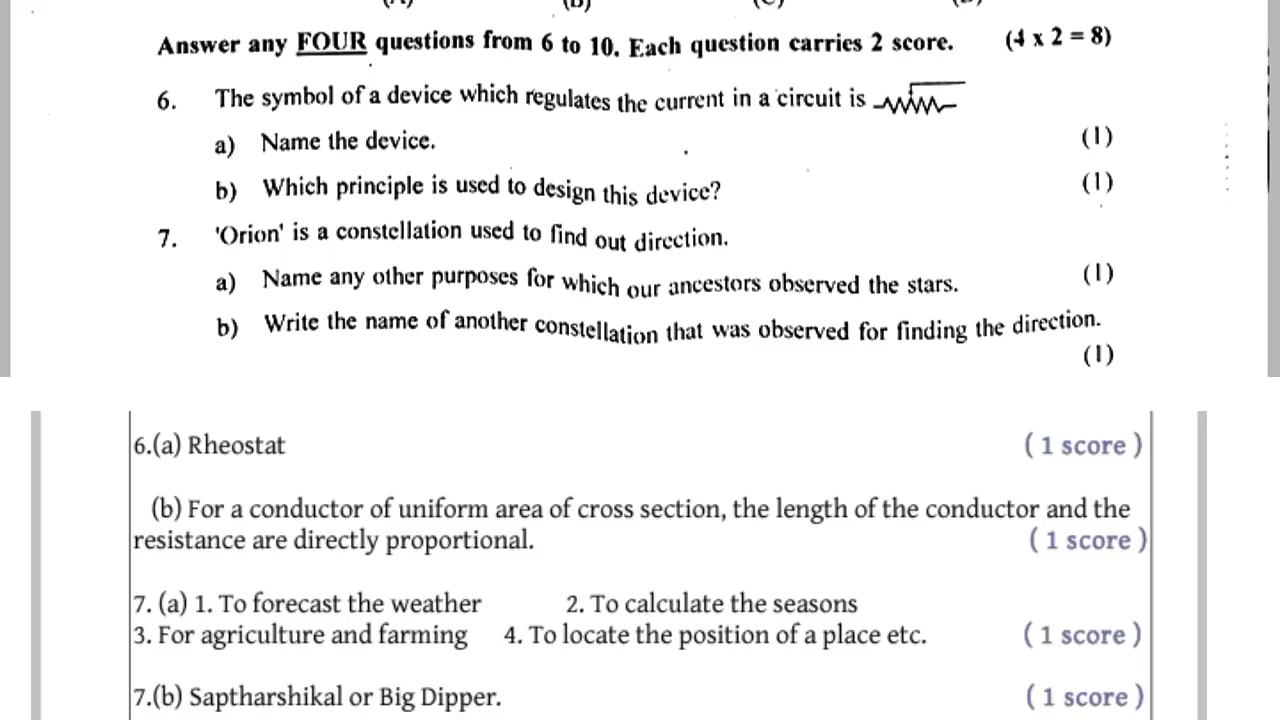 (A) (B) (C)
Answer any FOUR questions from 6 to 10. Each question carries 2 score. (4 x 2 = 8)
6. The symbol of a device which regulates the current in a circuit is
a) Name the device. (1)
b) Which principle is used to design this device? (1)
7. 'Orion' is a constellation used to find out direction.
a) Name any other purposes for which our ancestors observed the stars. (1)
b) Write the name of another constellation that was observed for finding the direction.
(1)
6.(a) Rheostat ( 1 score )
(b) For a conductor of uniform area of cross section, the length of the conductor and the
resistance are directly proportional. ( 1 score )
7. (a) 1. To forecast the weather 2. To calculate the seasons
3. For agriculture and farming 4. To locate the position of a place etc. ( 1 score )
7.(b) Saptharshikal or Big Dipper. ( 1 score )